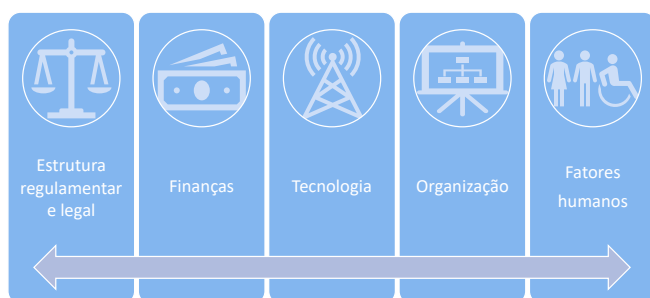 Estrutura
regulamentar
e legal
Finanças
Tecnologia
Organização
Fatores
humanos